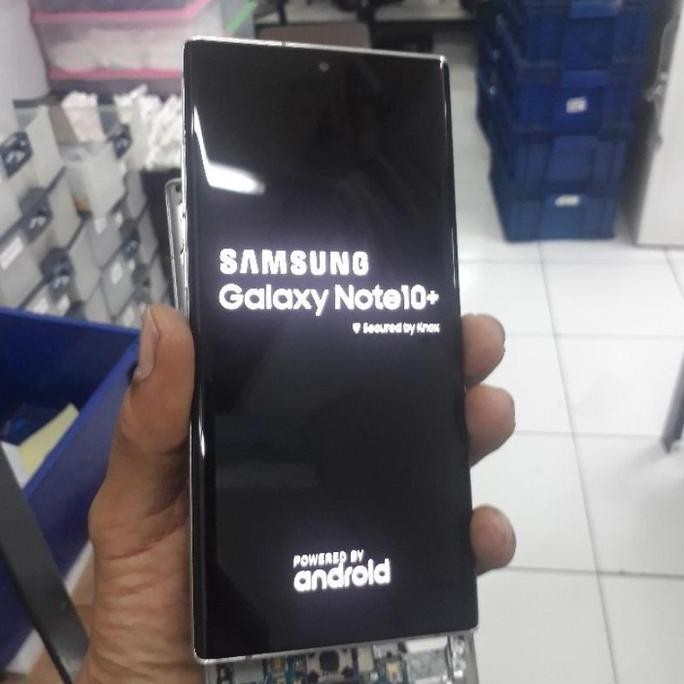 SAMSUNG
Galaxy Note10+
Secured by Knox
POWERED BY
android